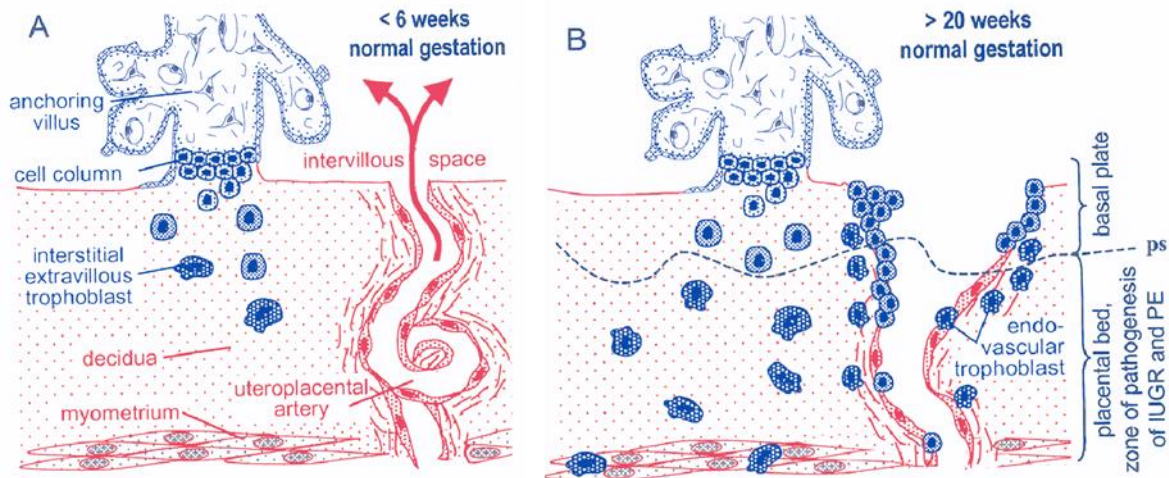 A
< 6 weeks
normal gestation
anchoring
villus
cell column
intervillous space
interstitial
extravillous
trophoblast
decidua
uteroplacental
artery
myometrium
B
> 20 weeks
normal gestation
basal plate
ps
endo-
vascular
trophoblast
placental bed,
zone of pathogenesis
of IUGR and PE